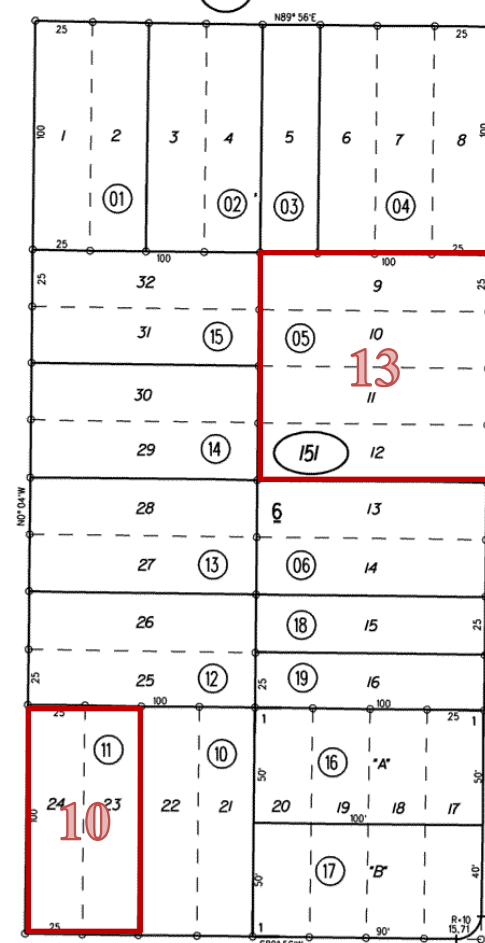 N89° 56'E
25 25
100 1 2 3 4 5 6 7 8
01 02 03 04
25 100 100 25
25 32 9 25
31 15 05 10
13
30 11
29 14 151 12
N0° 04'W
28 6 13
27 13 06 14
26 18 15 25
25 25 12 25 19 16
25 100 1 100 25 1
11 10 50' 16 "A" 50'
100 24 23 22 21 20 19 18 17
10
100'
50' 17 "B" 40'
25 1 90' R=10
15.71